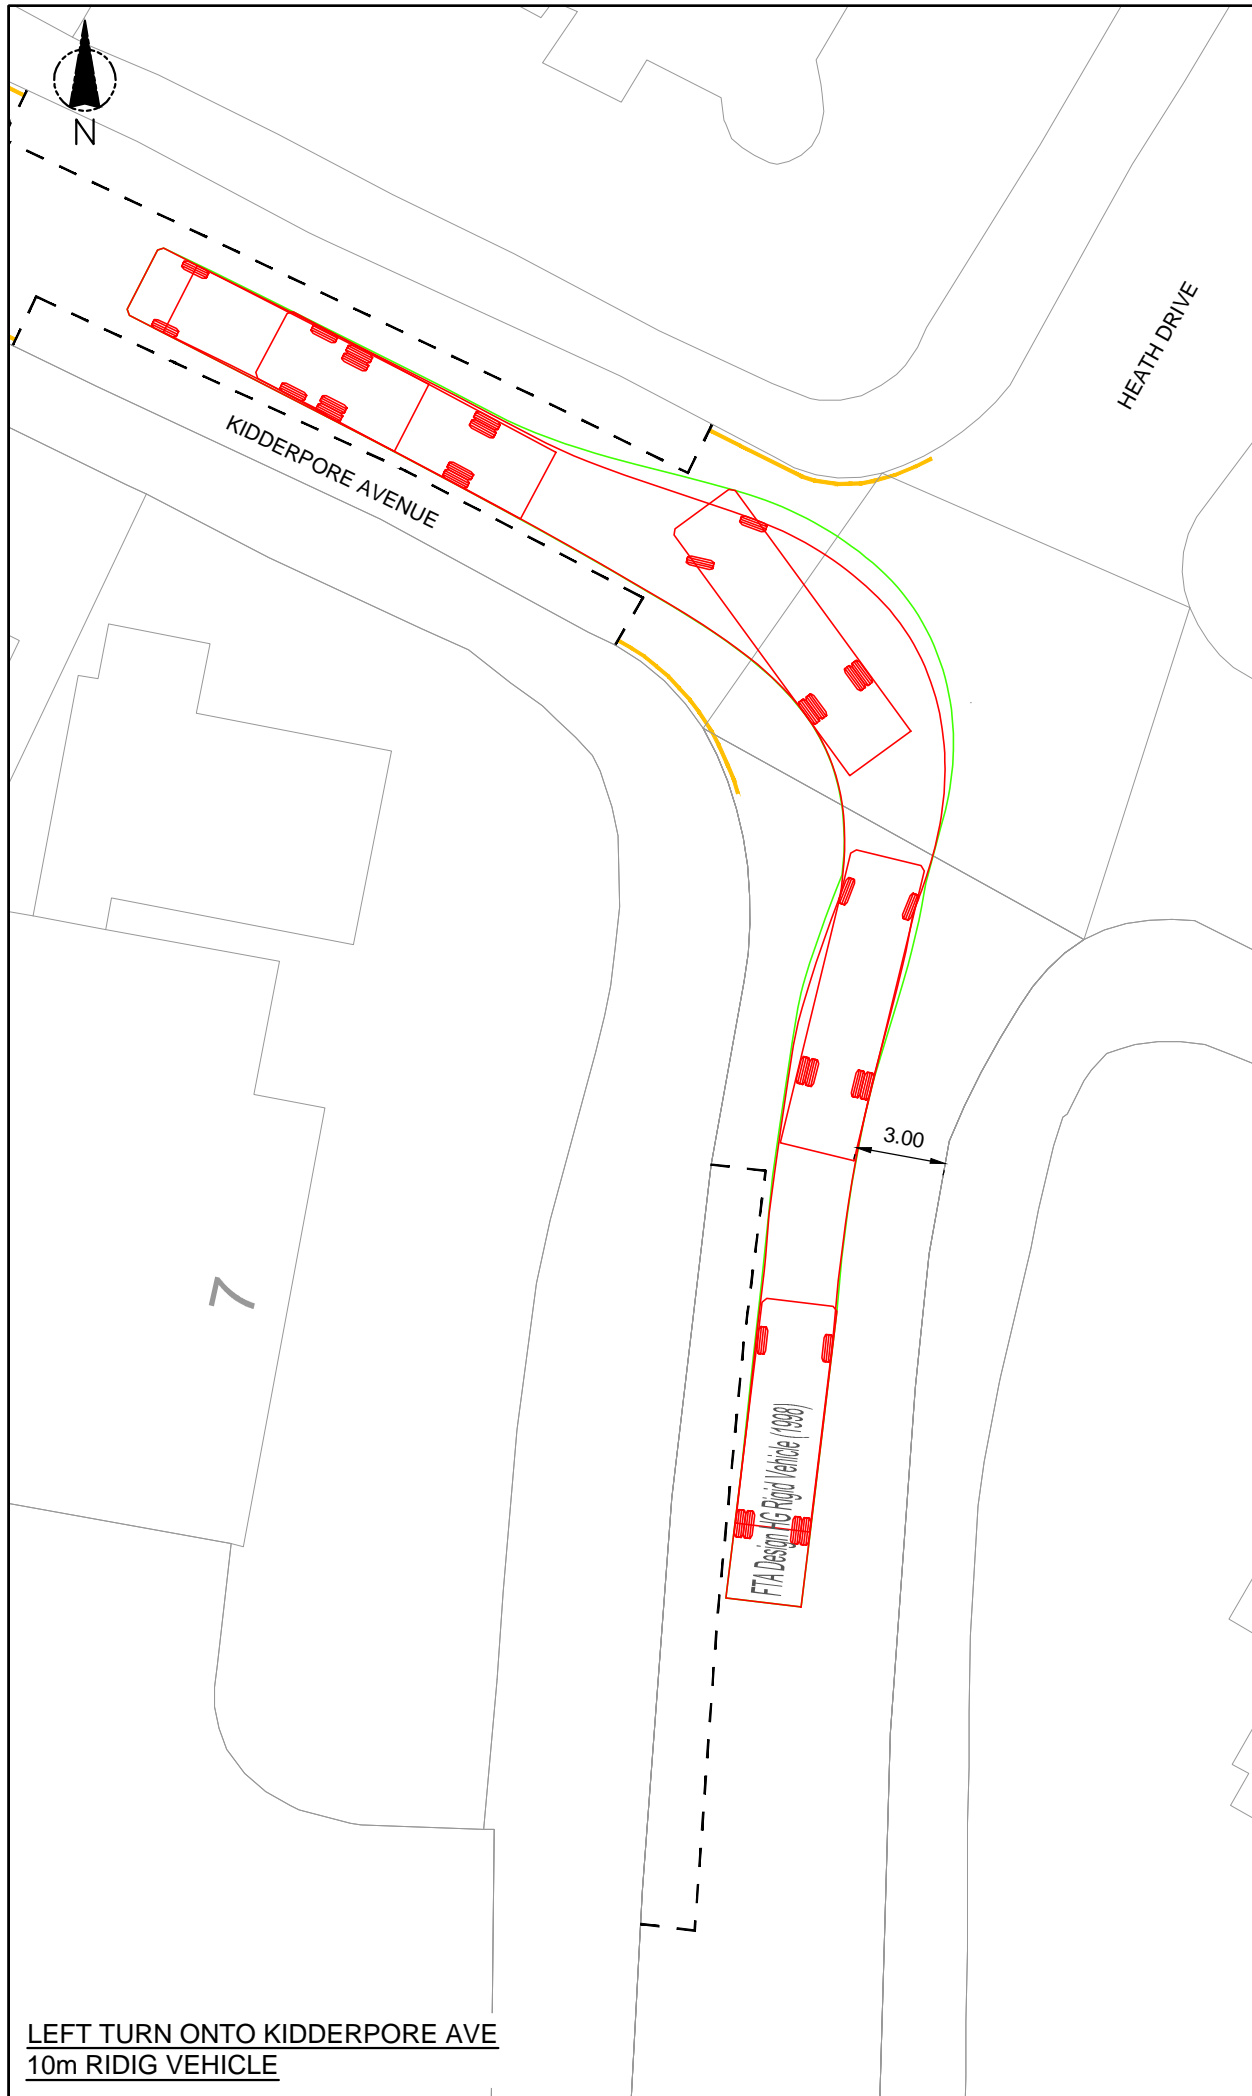 N
HEATH DRIVE
KIDDERPORE AVENUE
3.00
7
FTA Design HG Rigid Vehicle (1998)
LEFT TURN ONTO KIDDERPORE AVE
10m RIDIG VEHICLE